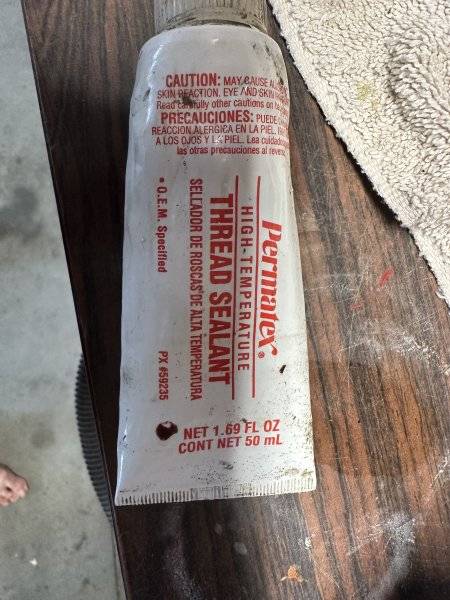 CAUTION: MAY CAUSE
SKIN REACTION. EYE AND SKIN
Read carefully other cautions on
PRECAUCIONES: PUEDE
REACCION ALERGICA EN LA PIEL.
A LOS OJOS Y LA PIEL. Lea
las otras precauciones al reverso
Permatex®
HIGH-TEMPERATURE
THREAD SEALANT
SELLADOR DE ROSCAS DE ALTA TEMPERATURA
• O.E.M. Specified
PX #59235
NET 1.69 FL OZ
CONT NET 50 mL